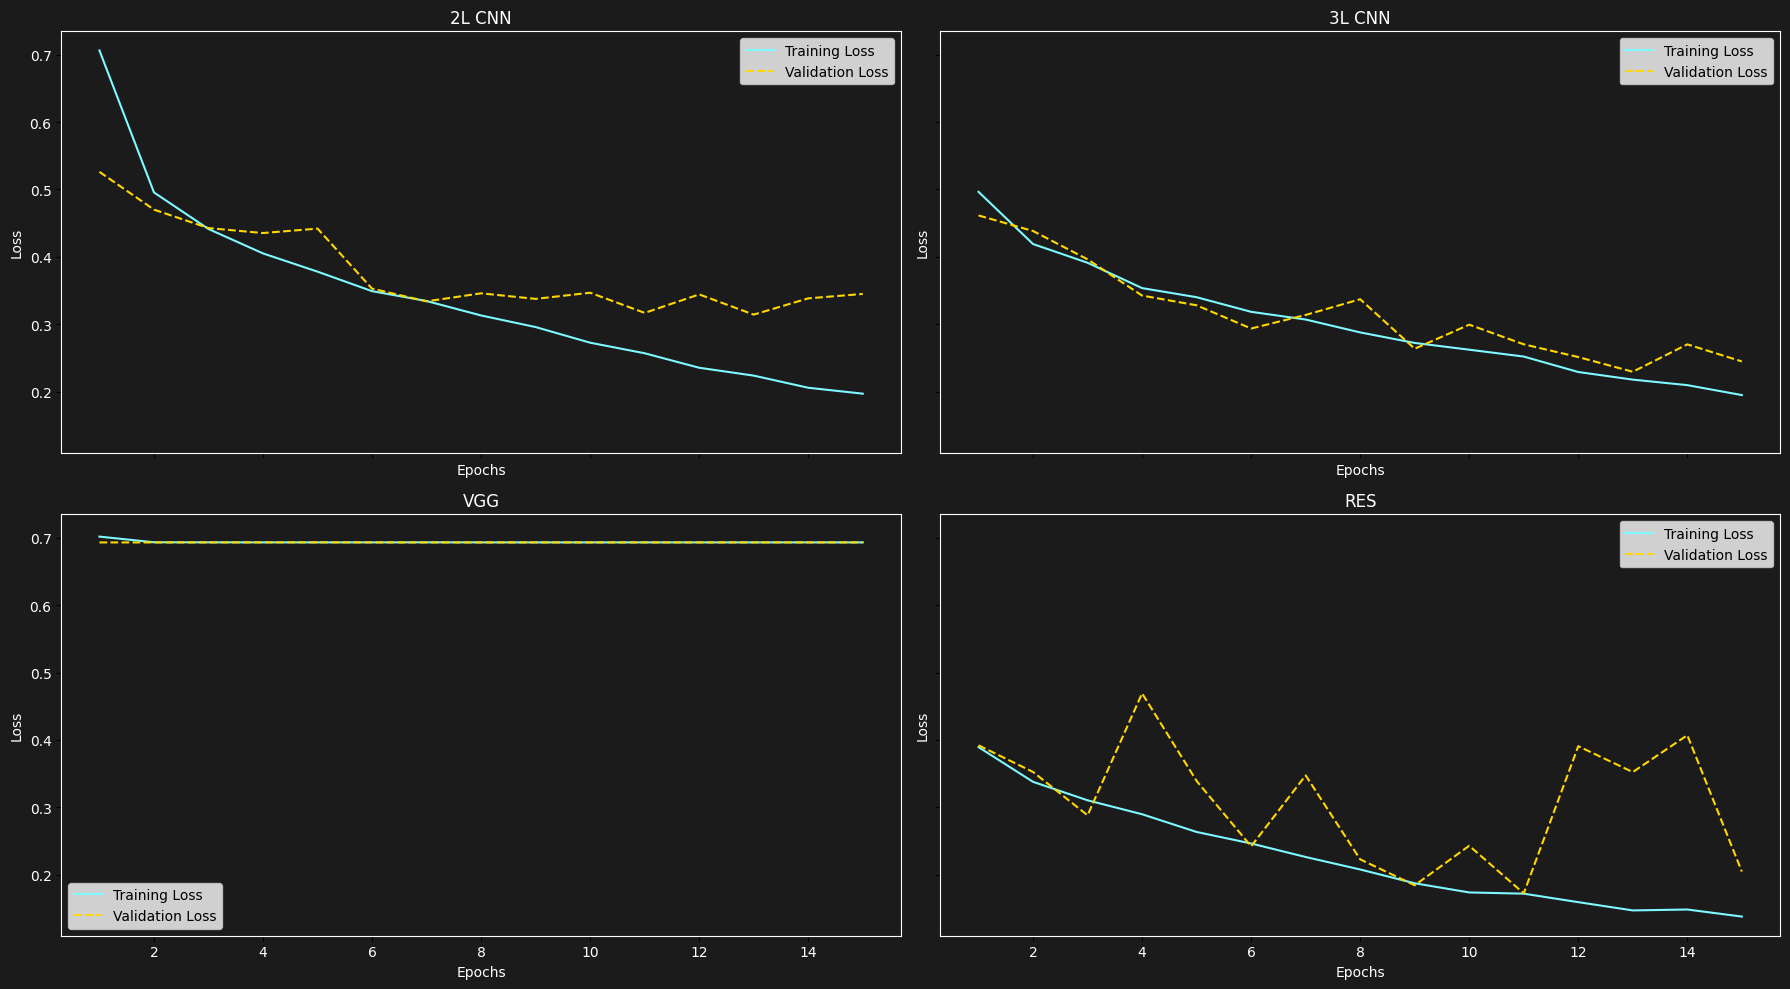 2L CNN
Training Loss
Validation Loss
0.7
0.6
0.5
0.4
0.3
0.2
Loss
Epochs
3L CNN
Training Loss
Validation Loss
Loss
Epochs
VGG
0.7
0.6
0.5
0.4
0.3
0.2
Loss
Training Loss
Validation Loss
2 4 6 8 10 12 14
Epochs
RES
Training Loss
Validation Loss
Loss
2 4 6 8 10 12 14
Epochs